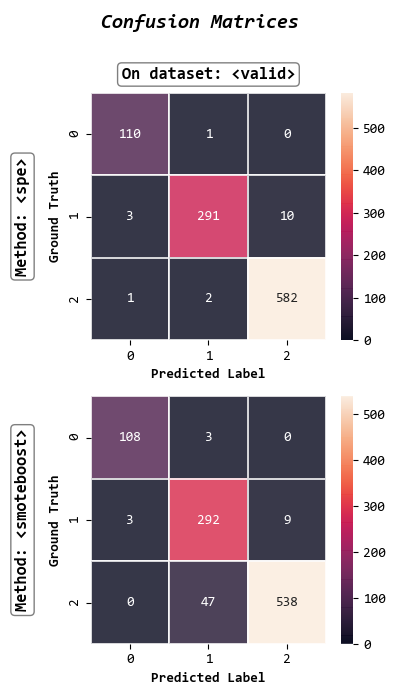 Confusion Matrices
On dataset: <valid>
Method: <spe>
Ground Truth
0 110 1 0
1 3 291 10
2 1 2 582
0 1 2
Predicted Label
500
400
300
200
100
0
Method: <smoteboost>
Ground Truth
0 108 3 0
1 3 292 9
2 0 47 538
0 1 2
Predicted Label
500
400
300
200
100
0